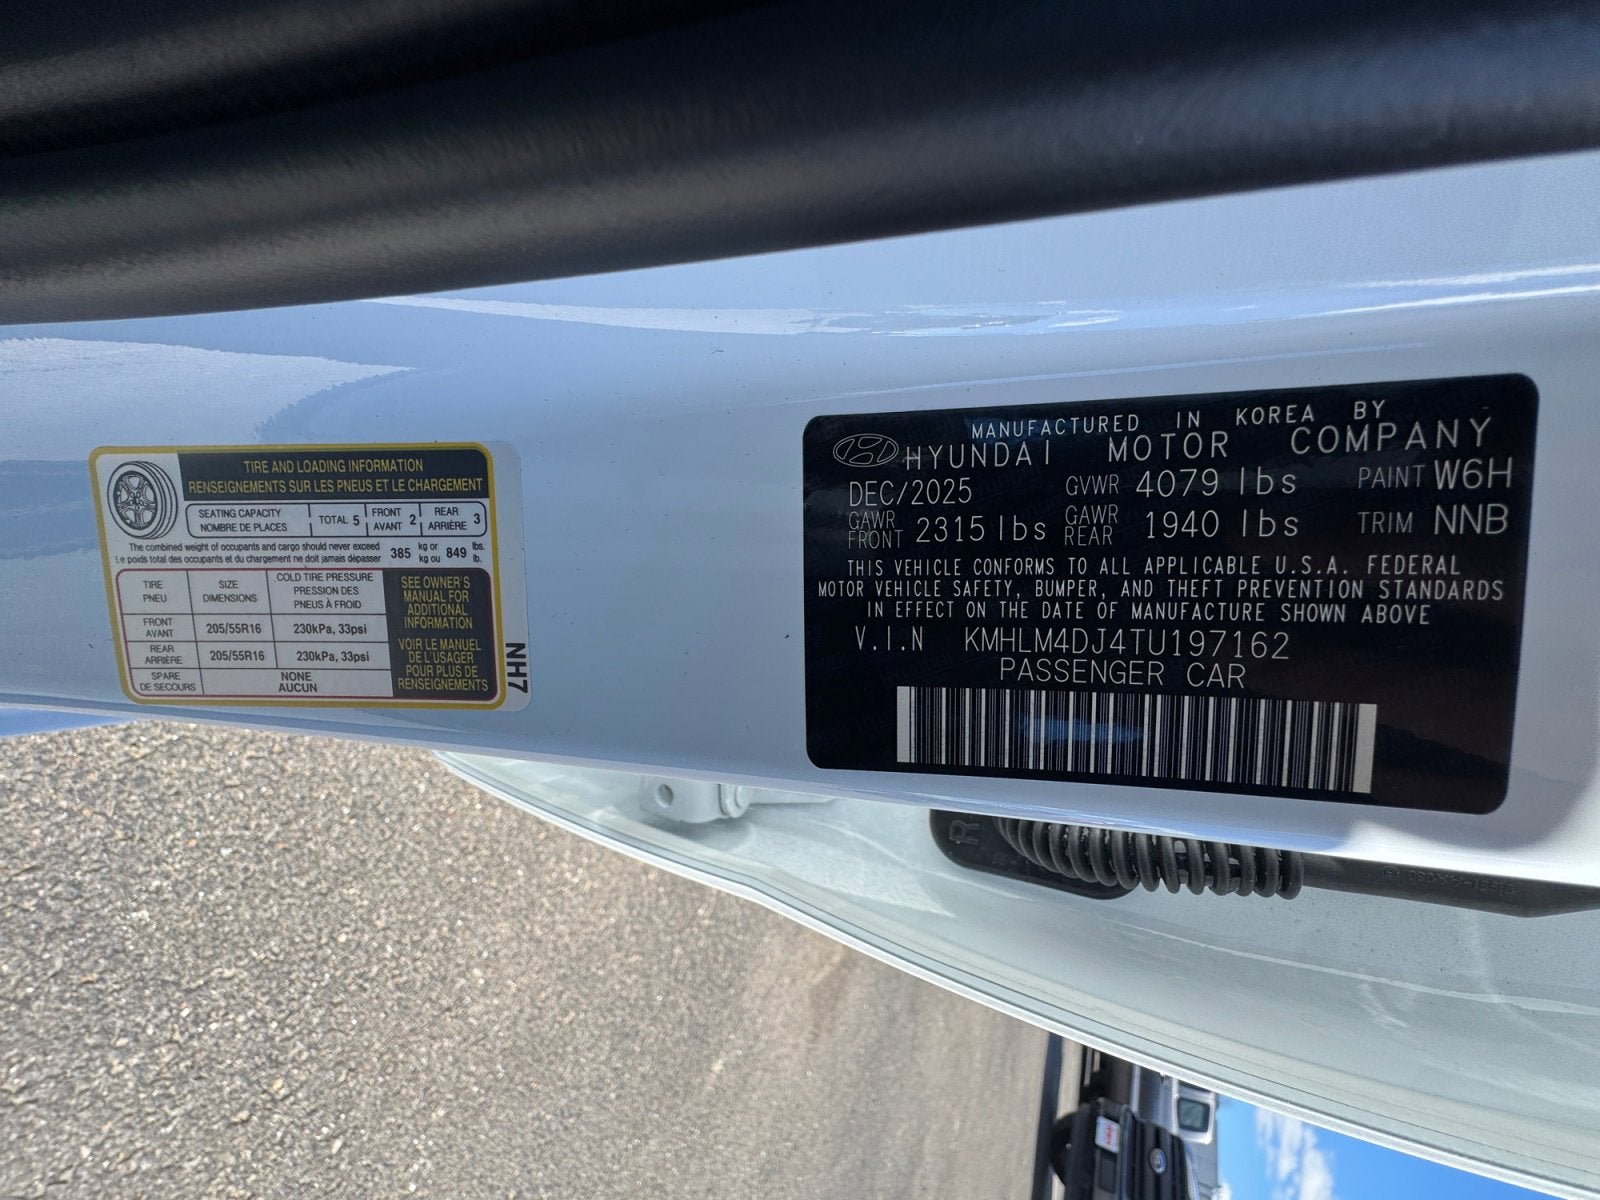 TIRE AND LOADING INFORMATION
RENSEIGNEMENTS SUR LES PNEUS ET LE CHARGEMENT
SEATING CAPACITY
NOMBRE DE PLACES
TOTAL 5
FRONT
AVANT 2
REAR
ARRIÈRE 3
The combined weight of occupants and cargo should never exceed
Le poids total des occupants et du chargement ne doit jamais dépasser
385 kg or
kg ou
849 lbs.
lb.
TIRE
PNEU
SIZE
DIMENSIONS
COLD TIRE PRESSURE
PRESSION DES
PNEUS À FROID
FRONT
AVANT
205/55R16
230kPa, 33psi
REAR
ARRIÈRE
205/55R16
230kPa, 33psi
SPARE
DE SECOURS
NONE
AUCUN
SEE OWNER'S
MANUAL FOR
ADDITIONAL
INFORMATION
VOIR LE MANUEL
DE L'USAGER
POUR PLUS DE
RENSEIGNEMENTS
NH7
MANUFACTURED IN KOREA BY
HYUNDAI MOTOR COMPANY
DEC/2025 GVWR 4079 lbs PAINT W6H
GAWR
FRONT 2315 lbs GAWR
REAR 1940 lbs TRIM NNB
THIS VEHICLE CONFORMS TO ALL APPLICABLE U.S.A. FEDERAL
MOTOR VEHICLE SAFETY, BUMPER, AND THEFT PREVENTION STANDARDS
IN EFFECT ON THE DATE OF MANUFACTURE SHOWN ABOVE
V.I.N KMHLM4DJ4TU197162
PASSENGER CAR
R